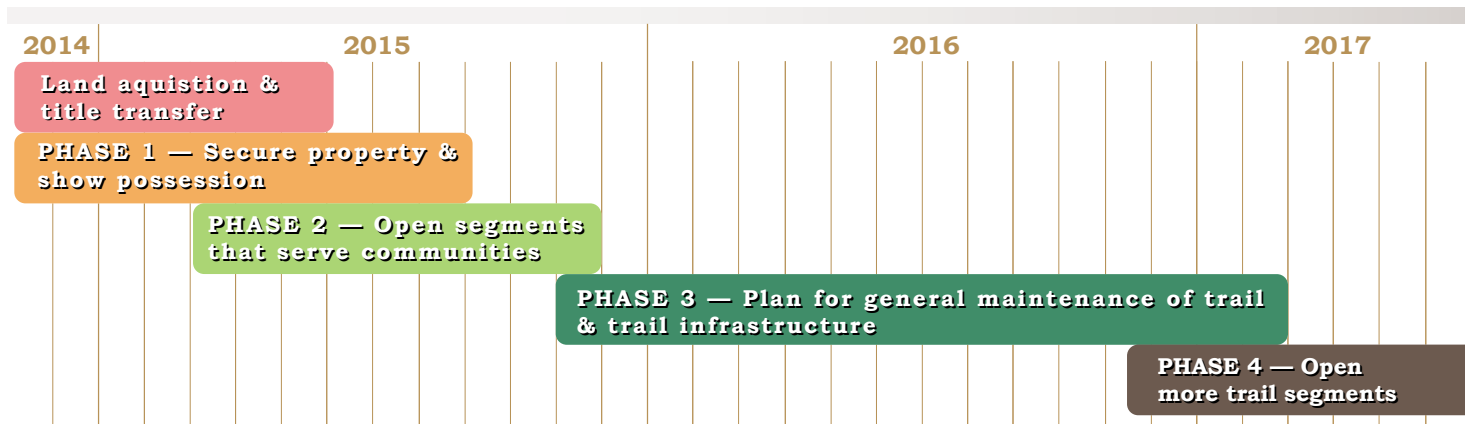 2014 2015 2016 2017
Land aquistion &
title transfer
PHASE 1 — Secure property &
show possession
PHASE 2 — Open segments
that serve communities
PHASE 3 — Plan for general maintenance of trail
& trail infrastructure
PHASE 4 — Open
more trail segments